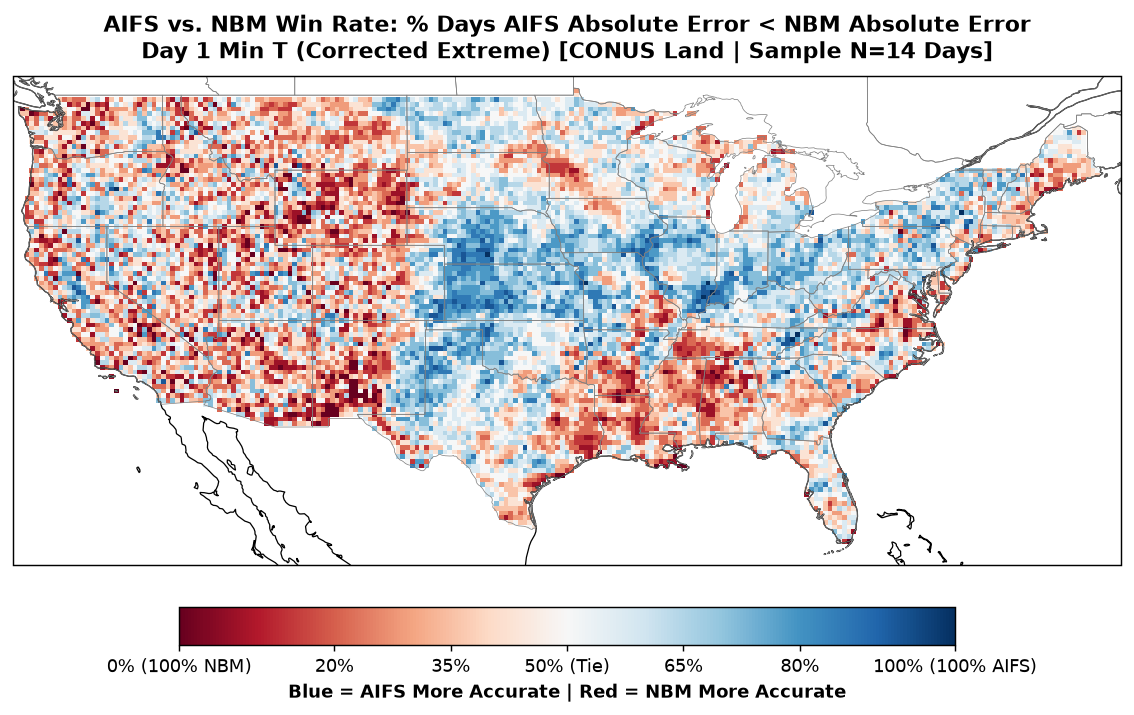 AIFS vs. NBM Win Rate: % Days AIFS Absolute Error < NBM Absolute Error
Day 1 Min T (Corrected Extreme) [CONUS Land | Sample N=14 Days]
0% (100% NBM) 20% 35% 50% (Tie) 65% 80% 100% (100% AIFS)
Blue = AIFS More Accurate | Red = NBM More Accurate